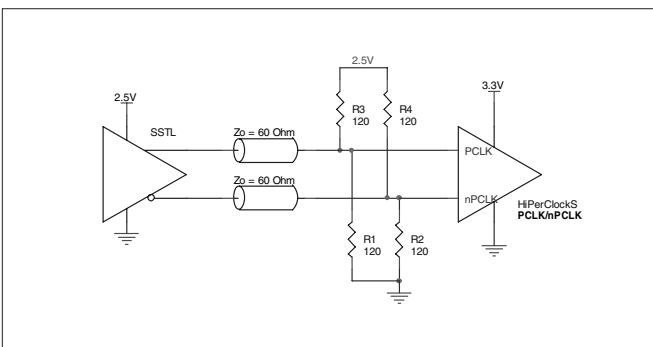 2.5V
3.3V
2.5V
R3
120
R4
120
SSTL
Zo = 60 Ohm
PCLK
Zo = 60 Ohm
nPCLK
HiPerClockS
PCLK/nPCLK
R1
120
R2
120